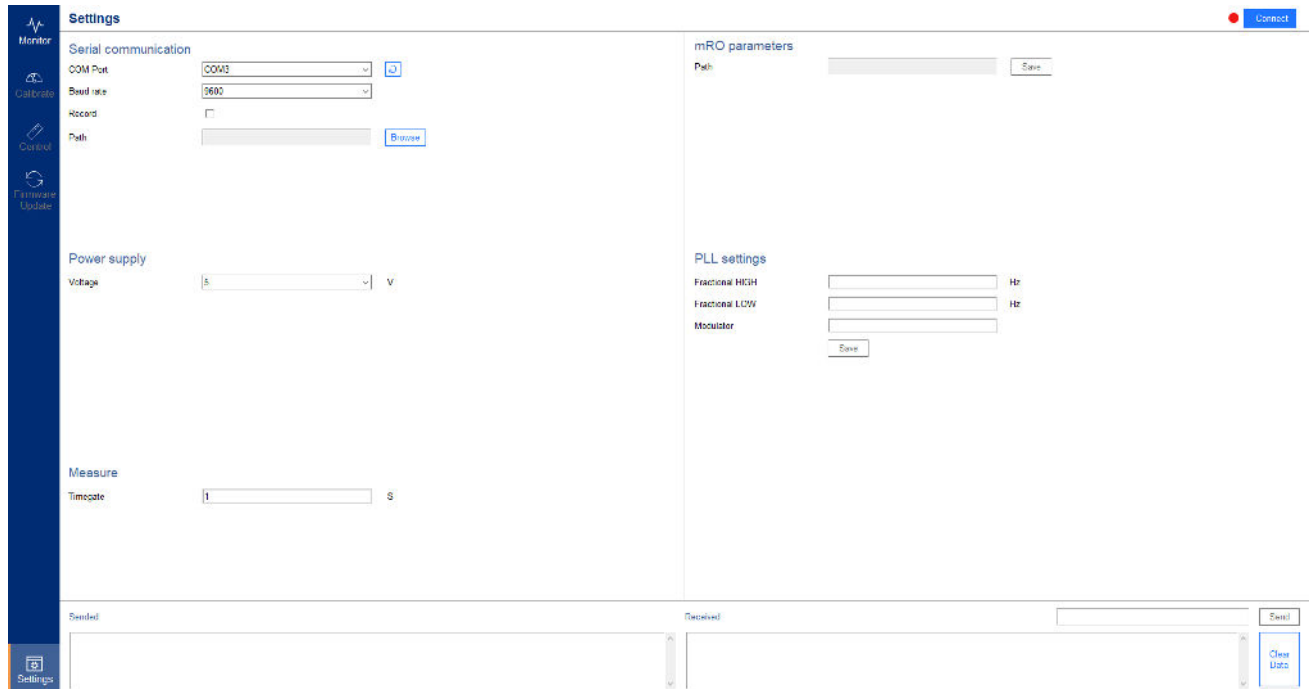 Settings
Connect
Monitor
Calibrate
Control
Firmware
Update
Settings
Serial communication
COM Port
COM3
Baud rate
9600
Record
Path
Browse
Power supply
Voltage
5
V
Measure
Timegate
1
S
mRO parameters
Path
Save
PLL settings
Fractional HIGH
Hz
Fractional LOW
Hz
Modulator
Save
Sended
Received
Send
Clear
Data